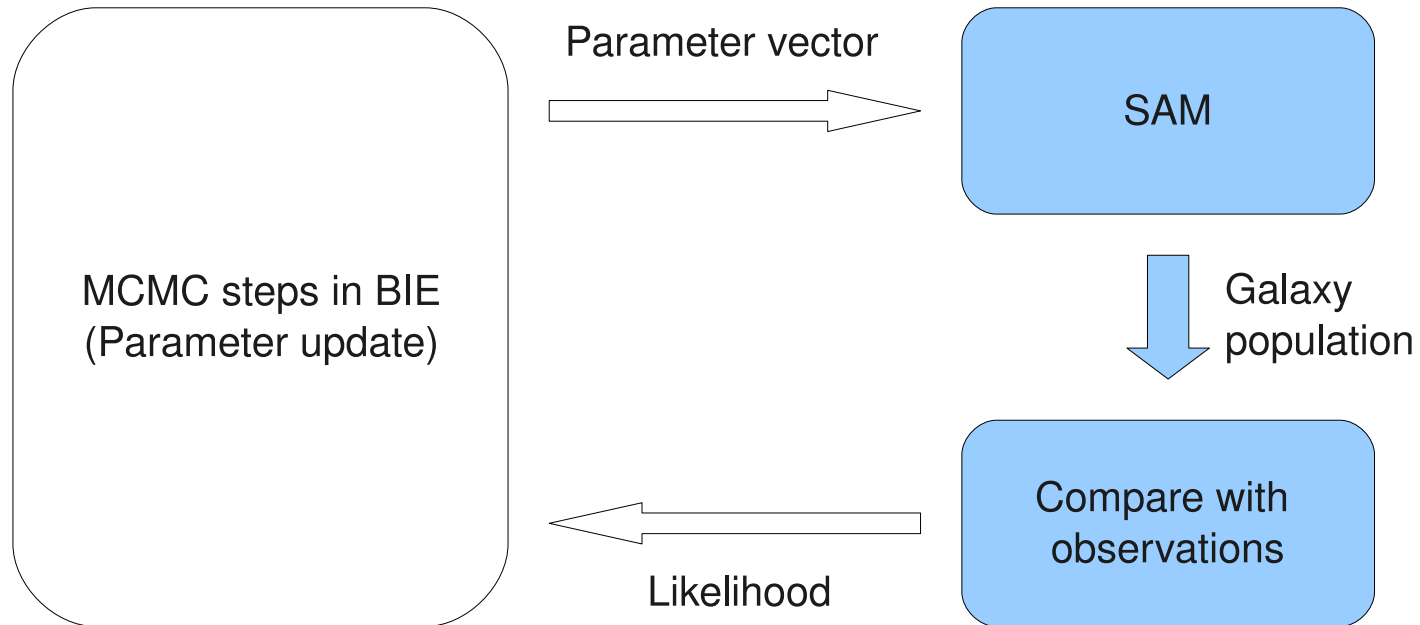 Parameter vector
SAM
MCMC steps in BIE
(Parameter update)
Galaxy
population
Compare with
observations
Likelihood